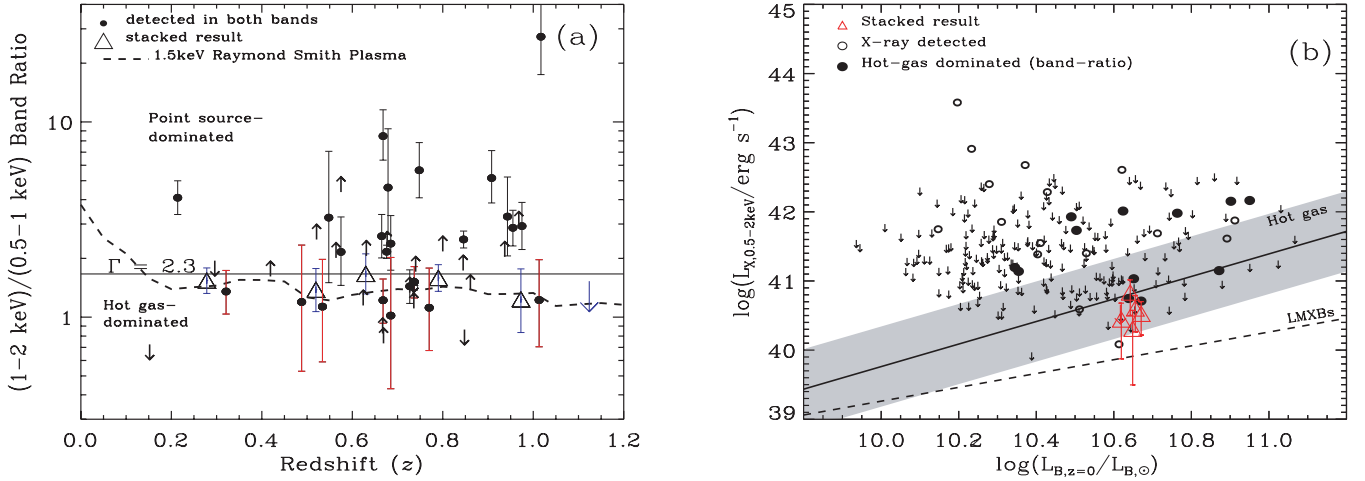 detected in both bands
stacked result
1.5keV Raymond Smith Plasma
(a)
Point source-
dominated
Γ = 2.3
Hot gas-
dominated
(1-2 keV)/(0.5-1 keV) Band Ratio
10
1
0.0 0.2 0.4 0.6 0.8 1.0 1.2
Redshift (z)
Stacked result
X-ray detected
Hot-gas dominated (band-ratio)
(b)
Hot gas
LMXBs
log(L_{X,0.5-2keV}/erg s^{-1})
45
44
43
42
41
40
39
10.0 10.2 10.4 10.6 10.8 11.0
log(L_{B,z=0}/L_{B,⊙})